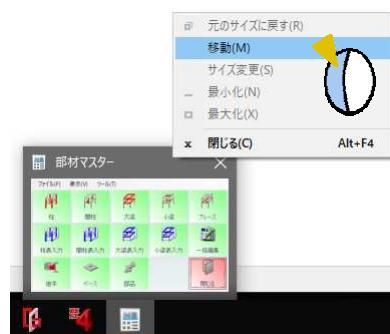 元のサイズに戻す(R)
移動(M)
サイズ変更(S)
最小化(N)
最大化(X)
閉じる(C) Alt+F4
部材マスター
ファイル(F) 表示(V) ツール(T)
柱 間柱 大梁 小梁 ブレース
柱表入力 間柱表入力 大梁表入力 小梁表入力 一括編集
継手 ベース 部品 閉じる
4